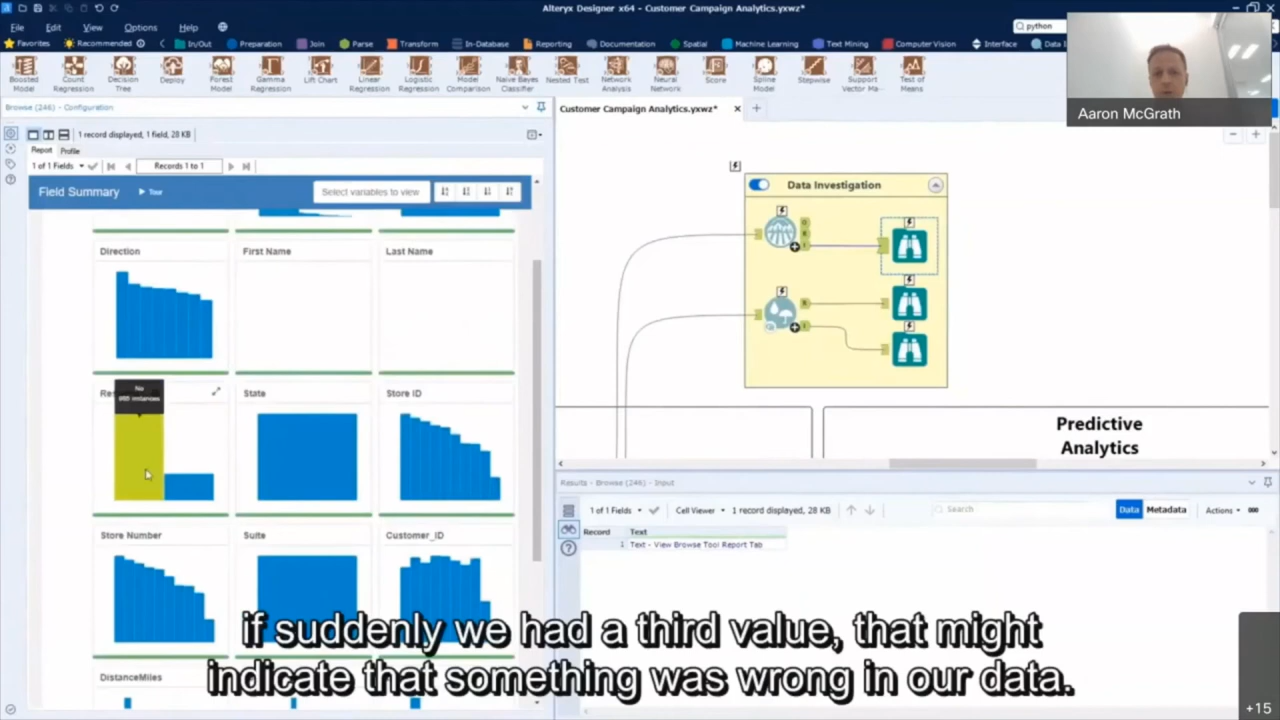 Alteryx Designer x64 - Customer Campaign Analytics.yxwz*
File Edit View Options Help
python
Favorites Recommended In/Out Preparation Join Parse Transform In-Database Reporting Documentation Spatial Machine Learning Text Mining Computer Vision Interface Data I
Boosted Model
Count Regression
Decision Tree
Deploy
Forest Model
Gamma Regression
Lift Chart
Linear Regression
Logistic Regression
Model Comparison
Naive Bayes Classifier
Nested Test
Network Analysis
Neural Network
Score
Spline Model
Stepwise
Support Vector Ma...
Test of Means
Aaron McGrath
Browse (246) - Configuration
1 record displayed, 1 field, 28 KB
Report Profile
1 of 1 Fields
Records 1 to 1
Field Summary
Tour
Select variables to view
Direction
First Name
Last Name
No
instances
Re
State
Store ID
Store Number
Suite
Customer_ID
DistanceMiles
Customer Campaign Analytics.yxwz*
Data Investigation
Predictive
Analytics
Results - Browse (246) - Input
1 of 1 Fields
Cell Viewer
1 record displayed, 28 KB
Search
Data
Metadata
Actions
Record Text
1 Text - View Browse Tool Report Tab
if suddenly we had a third value, that might
indicate that something was wrong in our data.
+15